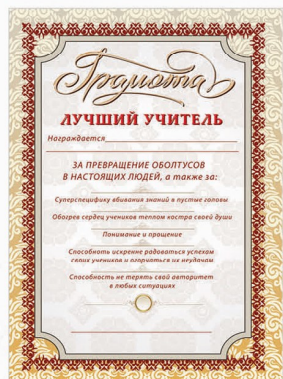 Грамота
ЛУЧШИЙ УЧИТЕЛЬ
Награждается
ЗА ПРЕВРАЩЕНИЕ ОБОЛТУСОВ
В НАСТОЯЩИХ ЛЮДЕЙ, а также за:
Суперспецифику вбивания знаний в пустые головы
Обогрев сердец учеников теплом костра своей души
Понимание и прощение
Способность искренне радоваться успехам
своих учеников и огорчаться их неудачам
Способность не терять свой авторитет
в любых ситуациях